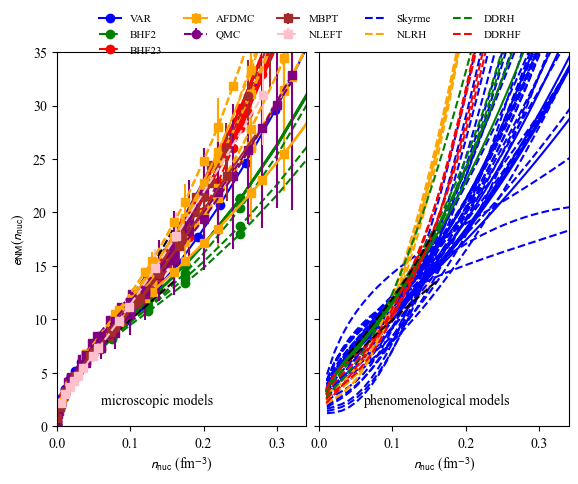 VAR AFDMC MBPT Skyrme DDRH
BHF2 QMC NLEFT NLRH DDRHF
BHF23
35
30
25
20
15
10
5
0
e_NM(n_nuc)
microscopic models phenomenological models
0.0 0.1 0.2 0.3 0.0 0.1 0.2 0.3
n_nuc (fm⁻³) n_nuc (fm⁻³)